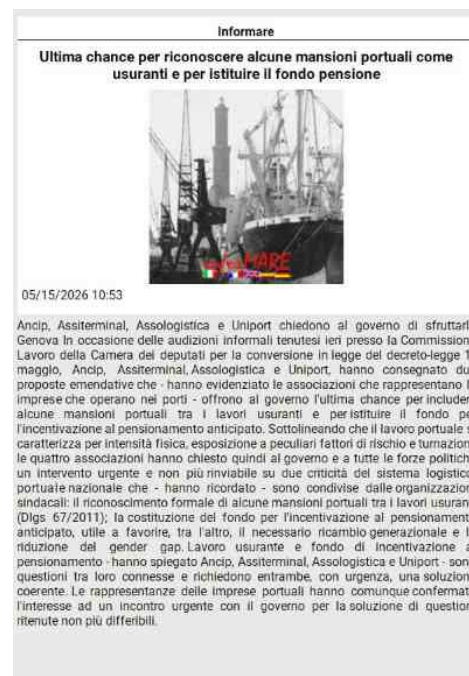 Informare
Ultima chance per riconoscere alcune mansioni portuali come
usuranti e per istituire il fondo pensione
MARE
05/15/2026 10:53
Ancip, Assiterminal, Assologistica e Uniport chiedono al governo di sfruttarl
Genova In occasione delle audizioni informali tenutesi ieri presso la Commission
Lavoro della Camera dei deputati per la conversione in legge del decreto-legge 1
maggio, Ancip, Assiterminal, Assologistica e Uniport, hanno consegnato du
proposte emendative che - hanno evidenziato le associazioni che rappresentano l
imprese che operano nei porti - offrono al governo l'ultima chance per includer
alcune mansioni portuali tra i lavori usuranti e per istituire il fondo pe
l'incentivazione al pensionamento anticipato. Sottolineando che il lavoro portuale s
caratterizza per intensità fisica, esposizione a peculiari fattori di rischio e turnazion
le quattro associazioni hanno chiesto quindi al governo e a tutte le forze politich
un intervento urgente e non più rinviabile su due criticità del sistema logistico
portuale nazionale che - hanno ricordato - sono condivise dalle organizzazion
sindacali: il riconoscimento formale di alcune mansioni portuali tra i lavori usuran
(Dlgs 67/2011); la costituzione del fondo per l'incentivazione al pensionament
anticipato, utile a favorire, tra l'altro, il necessario ricambio generazionale e l
riduzione del gender gap. Lavoro usurante e fondo di incentivazione a
pensionamento - hanno spiegato Ancip, Assiterminal, Assologistica e Uniport - son
questioni tra loro connesse e richiedono entrambe, con urgenza, una soluzion
coerente. Le rappresentanze delle imprese portuali hanno comunque confermat
l'interesse ad un incontro urgente con il governo per la soluzione di question
ritenute non più differibili.